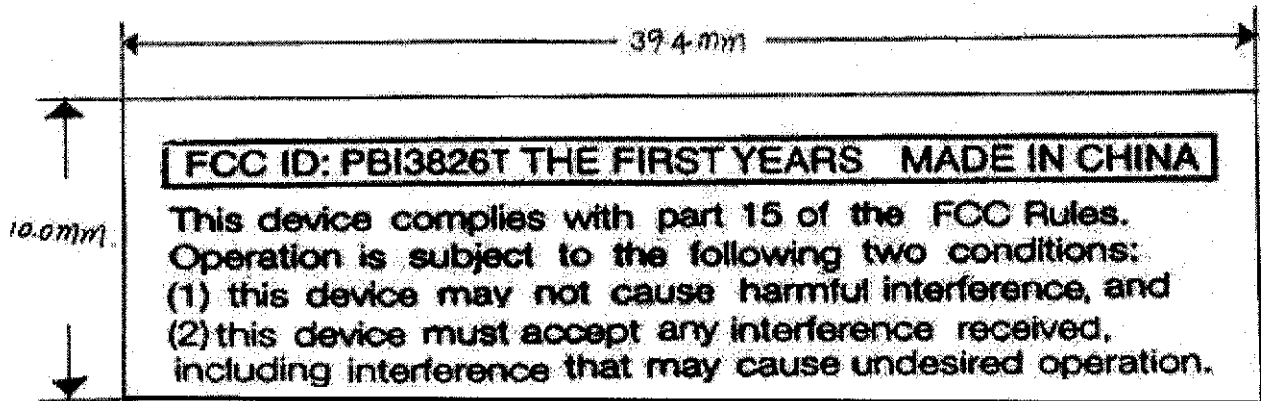 39.4mm
FCC ID: PBI3826T THE FIRST YEARS MADE IN CHINA
10.0mm.
This device complies with part 15 of the FCC Rules.
Operation is subject to the following two conditions:
(1) this device may not cause harmful interference, and
(2) this device must accept any interference received,
including interference that may cause undesired operation.